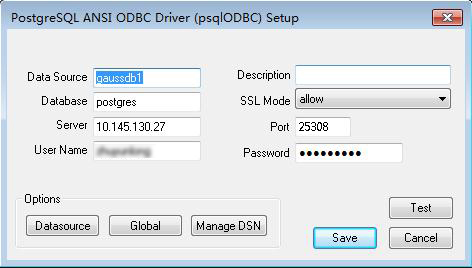 PostgreSQL ANSI ODBC Driver (psqlODBC) Setup
Data Source gaussdb1 Description
Database postgres SSL Mode allow
Server 10.145.130.27 Port 25308
User Name Password ●●●●●●●●●
Options
Datasource Global Manage DSN Test
Save Cancel